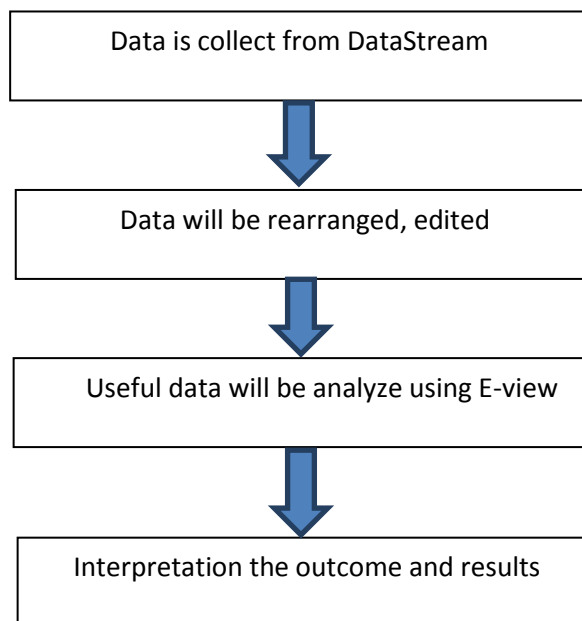 Data is collect from DataStream
Data will be rearranged, edited
Useful data will be analyze using E-view
Interpretation the outcome and results